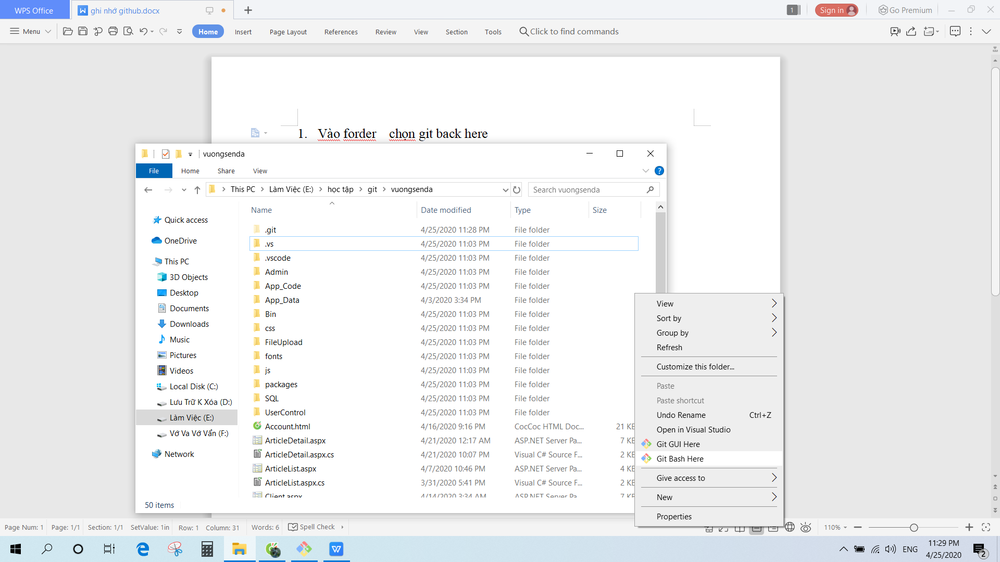 WPS Office
ghi nhớ github.docx
1
Sign in
Go Premium
Menu
Home
Insert
Page Layout
References
Review
View
Section
Tools
Click to find commands
1. Vào forder chọn git back here
vuongsenda
File
Home
Share
View
This PC
Làm Việc (E:)
học tập
git
vuongsenda
Search vuongsenda
Name
Date modified
Type
Size
Quick access
OneDrive
This PC
3D Objects
Desktop
Documents
Downloads
Music
Pictures
Videos
Local Disk (C:)
Lưu Trữ K Xóa (D:)
Làm Việc (E:)
Vớ Va Vớ Vẩn (F:)
Network
.git 4/25/2020 11:28 PM File folder
.vs 4/25/2020 11:03 PM File folder
.vscode 4/25/2020 11:03 PM File folder
Admin 4/25/2020 11:03 PM File folder
App_Code 4/25/2020 11:03 PM File folder
App_Data 4/3/2020 3:34 PM File folder
Bin 4/25/2020 11:03 PM File folder
css 4/25/2020 11:03 PM File folder
FileUpload 4/25/2020 11:03 PM File folder
fonts 4/25/2020 11:03 PM File folder
js 4/25/2020 11:03 PM File folder
packages 4/25/2020 11:03 PM File folder
SQL 4/25/2020 11:03 PM File folder
UserControl 4/25/2020 11:03 PM File folder
Account.html 4/16/2020 9:16 PM CocCoc HTML Doc... 21 KB
ArticleDetail.aspx 4/21/2020 12:17 AM ASP.NET Server Pa... 7 KB
ArticleDetail.aspx.cs 4/21/2020 10:07 PM Visual C# Source F... 2 KB
ArticleList.aspx 4/7/2020 10:46 PM ASP.NET Server Pa... 4 KB
ArticleList.aspx.cs 3/31/2020 5:41 PM Visual C# Source F... 2 KB
Client.aspx 4/14/2020 3:34 AM ASP.NET Server Pa... 7 KB
50 items
View
Sort by
Group by
Refresh
Customize this folder...
Paste
Paste shortcut
Undo Rename Ctrl+Z
Open in Visual Studio
Git GUI Here
Git Bash Here
Give access to
New
Properties
Page Num: 1
Page: 1/1
Section: 1/1
SetValue: 1in
Row: 1
Column: 31
Words: 6
Spell Check
110%
ENG
11:29 PM
4/25/2020
2